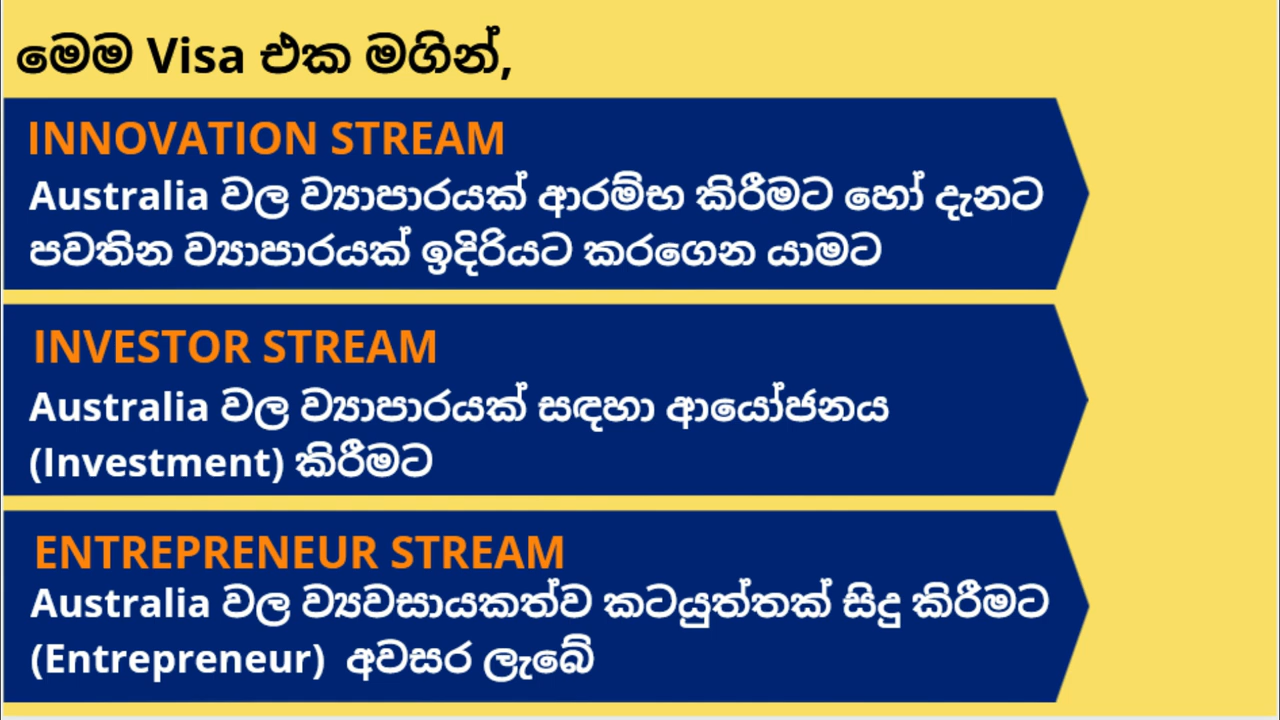 මෙම Visa එක මගින්,
INNOVATION STREAM
Australia වල ව්‍යාපාරයක් ආරම්භ කිරීමට හෝ දැනට
පවතින ව්‍යාපාරයක් ඉදිරියට කරගෙන යාමට
INVESTOR STREAM
Australia වල ව්‍යාපාරයක් සඳහා ආයෝජනය
(Investment) කිරීමට
ENTREPRENEUR STREAM
Australia වල ව්‍යවසායකත්ව කටයුත්තක් සිදු කිරීමට
(Entrepreneur) අවසර ලැබේ